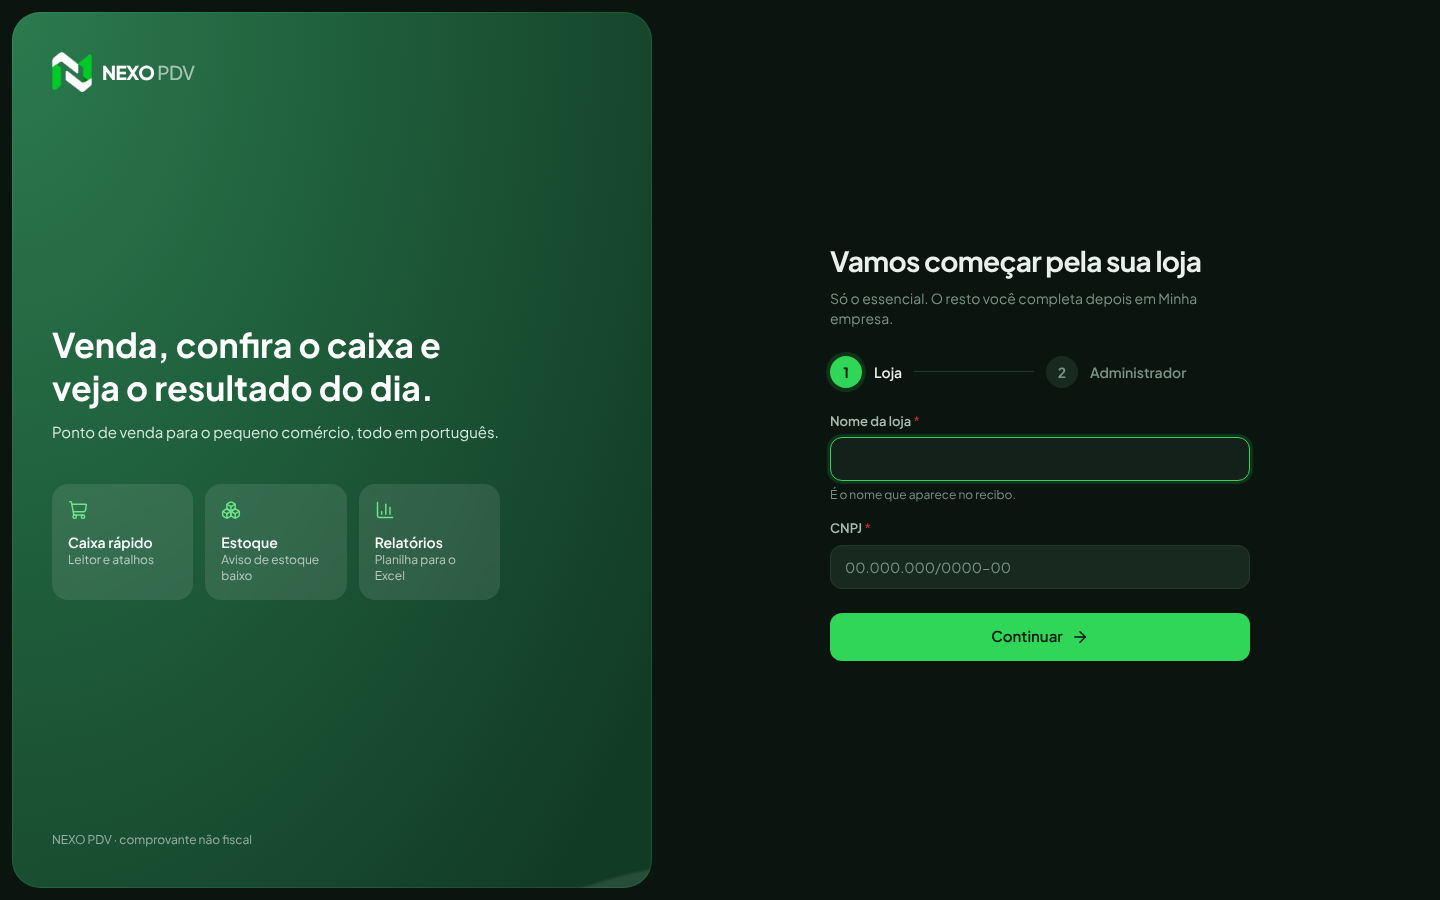 NEXO PDV
Venda, confira o caixa e
veja o resultado do dia.
Ponto de venda para o pequeno comércio, todo em português.
Caixa rápido
Leitor e atalhos
Estoque
Aviso de estoque
baixo
Relatórios
Planilha para o
Excel
NEXO PDV · comprovante não fiscal
Vamos começar pela sua loja
Só o essencial. O resto você completa depois em Minha
empresa.
1 Loja 2 Administrador
Nome da loja *
É o nome que aparece no recibo.
CNPJ *
00.000.000/0000-00
Continuar →